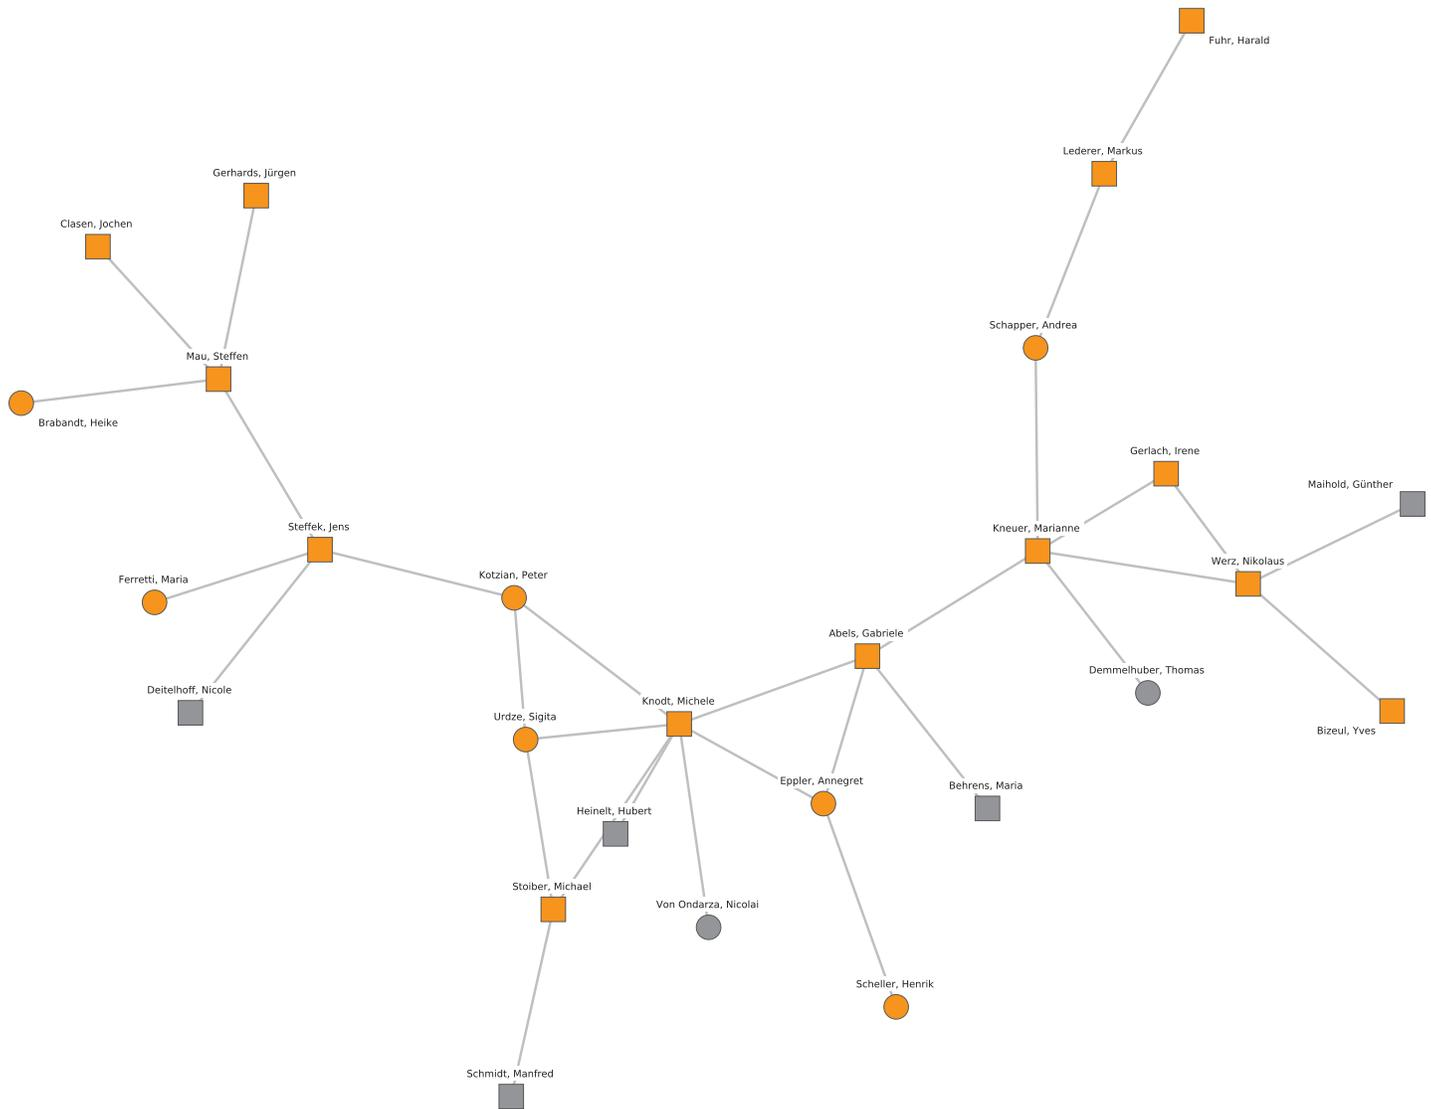 Fuhr, Harald
Lederer, Markus
Gerhards, Jürgen
Clasen, Jochen
Schapper, Andrea
Mau, Steffen
Brabandt, Heike
Gerlach, Irene
Maihold, Günther
Steffek, Jens
Kneuer, Marianne
Werz, Nikolaus
Kotzian, Peter
Ferretti, Maria
Abels, Gabriele
Demmelhuber, Thomas
Deitelhoff, Nicole
Knodt, Michele
Urdze, Sigita
Bizeul, Yves
Eppler, Annegret
Behrens, Maria
Heinelt, Hubert
Stoiber, Michael
Von Ondarza, Nicolai
Scheller, Henrik
Schmidt, Manfred